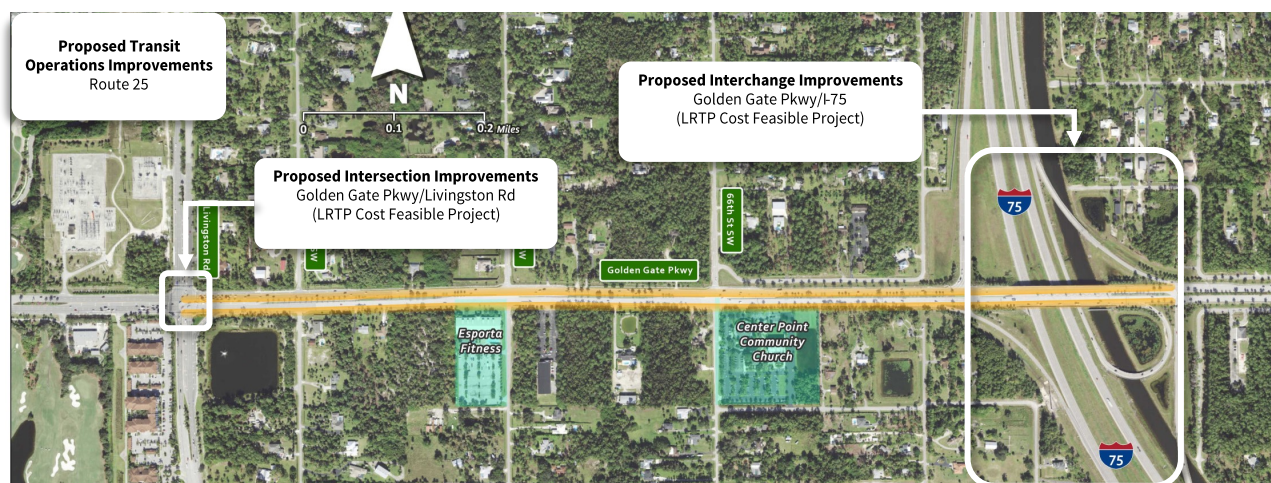 Proposed Transit
Operations Improvements
Route 25
N
0 0.1 0.2 Miles
Proposed Interchange Improvements
Golden Gate Pkwy/I-75
(LRTP Cost Feasible Project)
Proposed Intersection Improvements
Golden Gate Pkwy/Livingston Rd
(LRTP Cost Feasible Project)
Livingston Rd
SW
W
66th St SW
Golden Gate Pkwy
75
Esporta
Fitness
Center Point
Community
Church
75